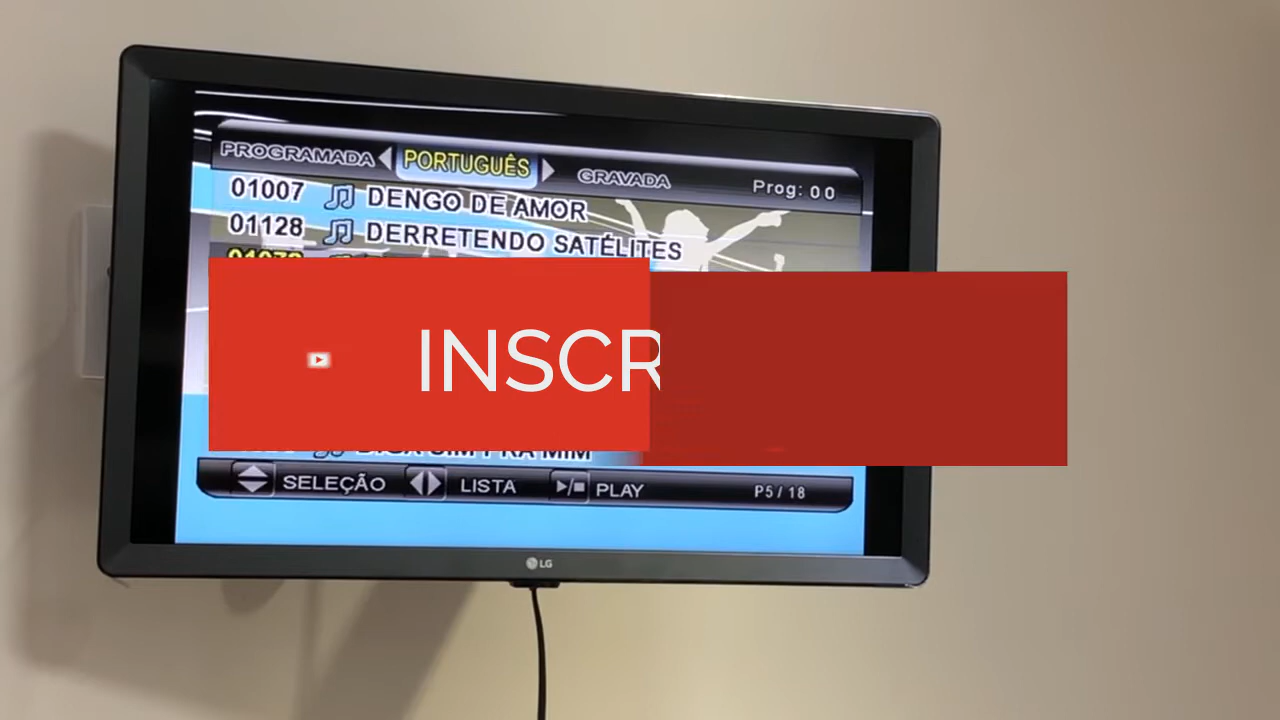 PROGRAMADA PORTUGUÊS GRAVADA Prog: 00
01007 DENGO DE AMOR
01128 DERRETENDO SATÉLITES
INSCR
SELEÇÃO LISTA PLAY P5/18
LG